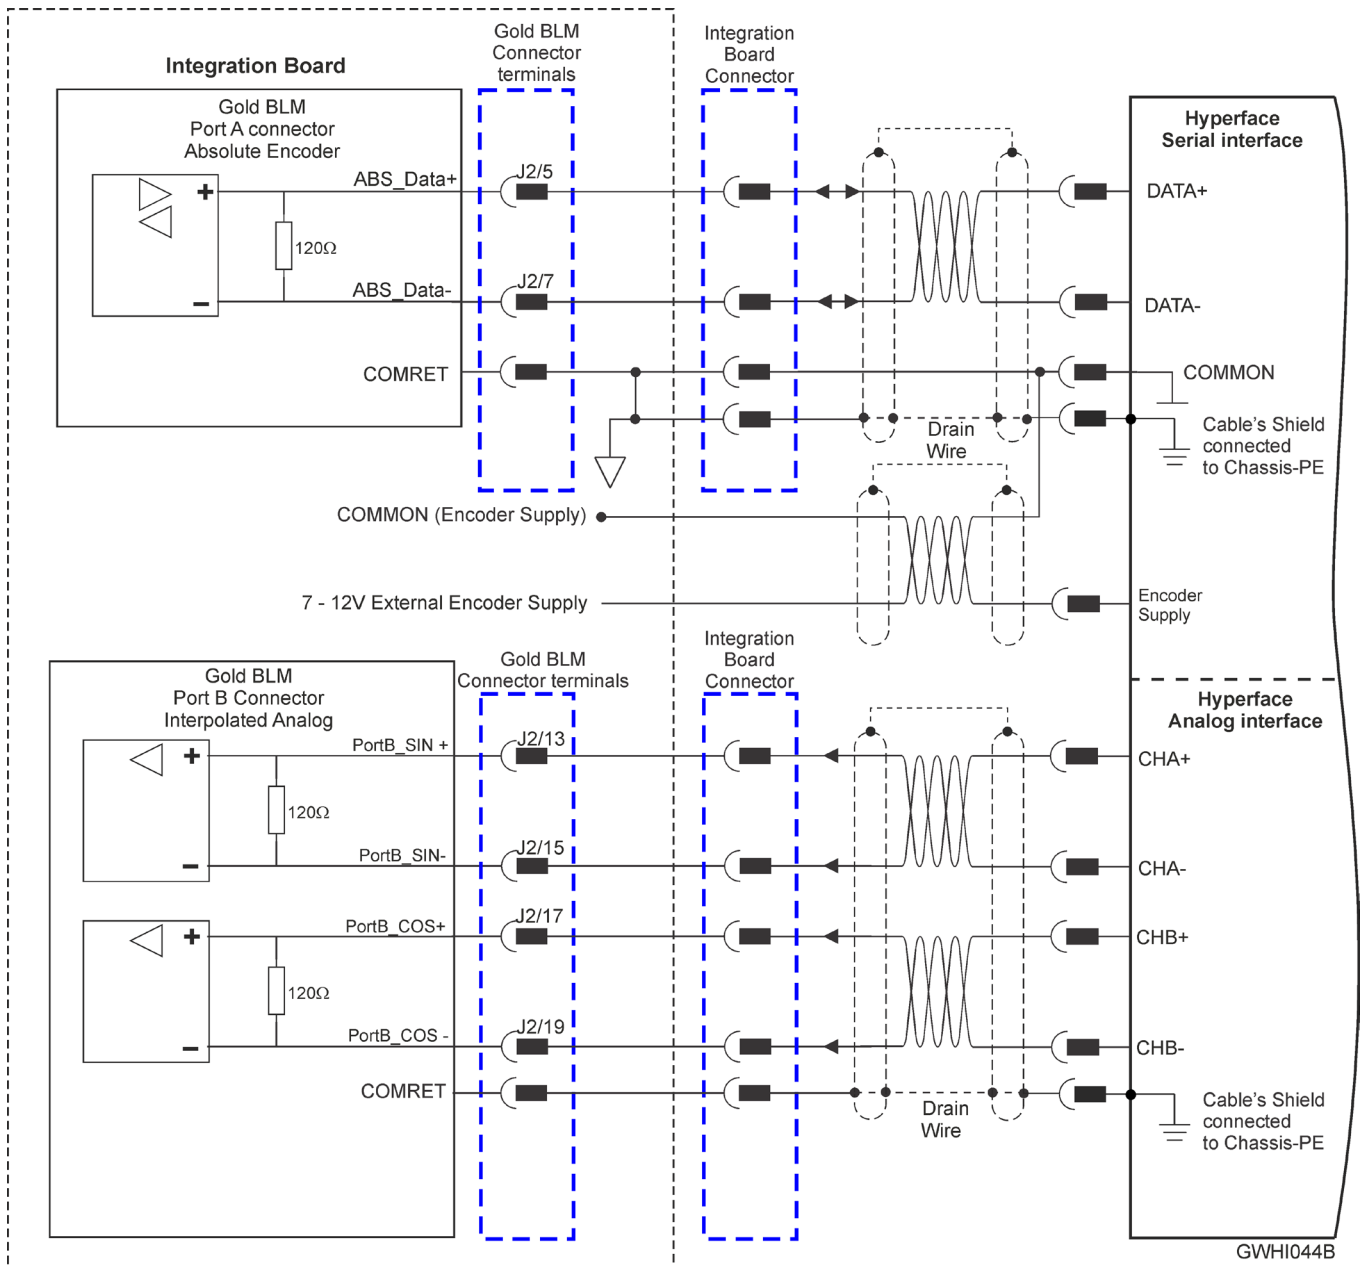 Integration Board
Gold BLM
Connector
terminals
Integration
Board
Connector
Gold BLM
Port A connector
Absolute Encoder
+
120Ω
−
ABS_Data+
ABS_Data-
COMRET
J2/5
J2/7
Hyperface
Serial interface
DATA+
DATA-
COMMON
Cable's Shield
connected
to Chassis-PE
Drain
Wire
COMMON (Encoder Supply)
7 - 12V External Encoder Supply
Encoder
Supply
Gold BLM
Port B Connector
Interpolated Analog
Gold BLM
Connector terminals
Integration
Board
Connector
Hyperface
Analog interface
+
120Ω
−
PortB_SIN +
PortB_SIN-
J2/13
J2/15
CHA+
CHA-
+
120Ω
−
PortB_COS+
PortB_COS -
J2/17
J2/19
CHB+
CHB-
COMRET
Drain
Wire
Cable's Shield
connected
to Chassis-PE
GWHI044B